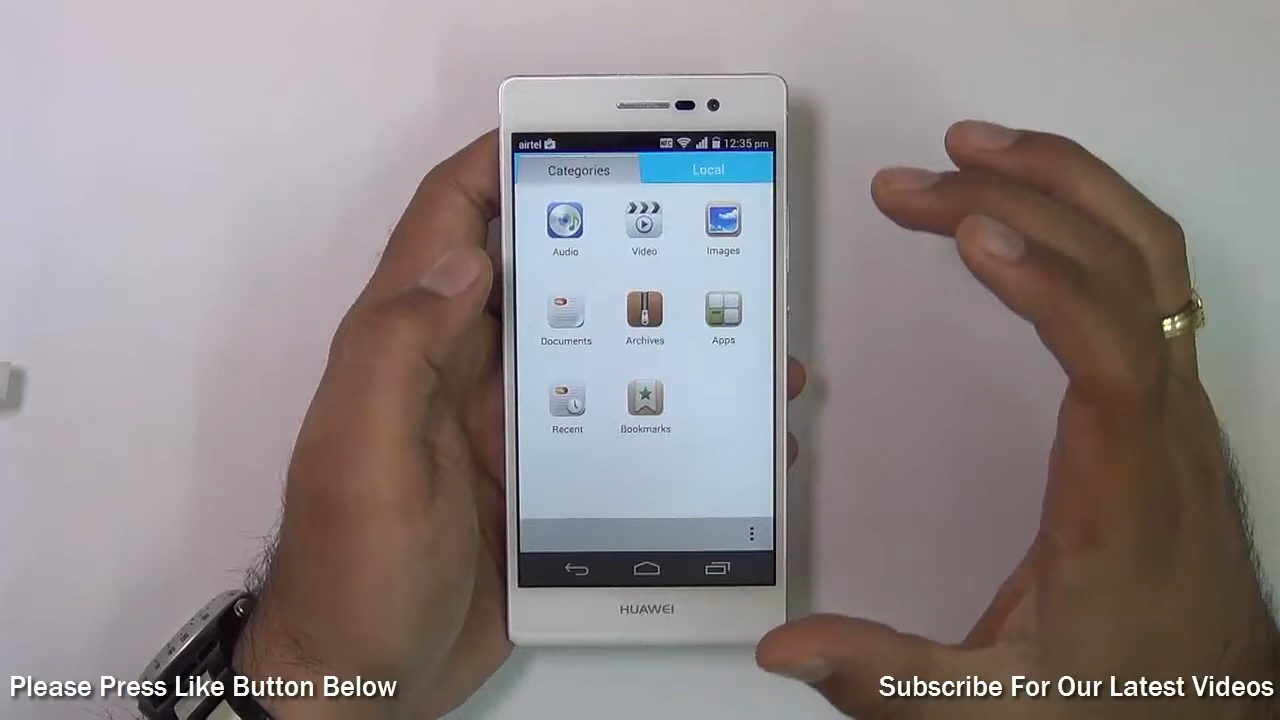 airtel
NFC
12:35 pm
Categories
Local
Audio
Video
Images
Documents
Archives
Apps
Recent
Bookmarks
HUAWEI
Please Press Like Button Below
Subscribe For Our Latest Videos